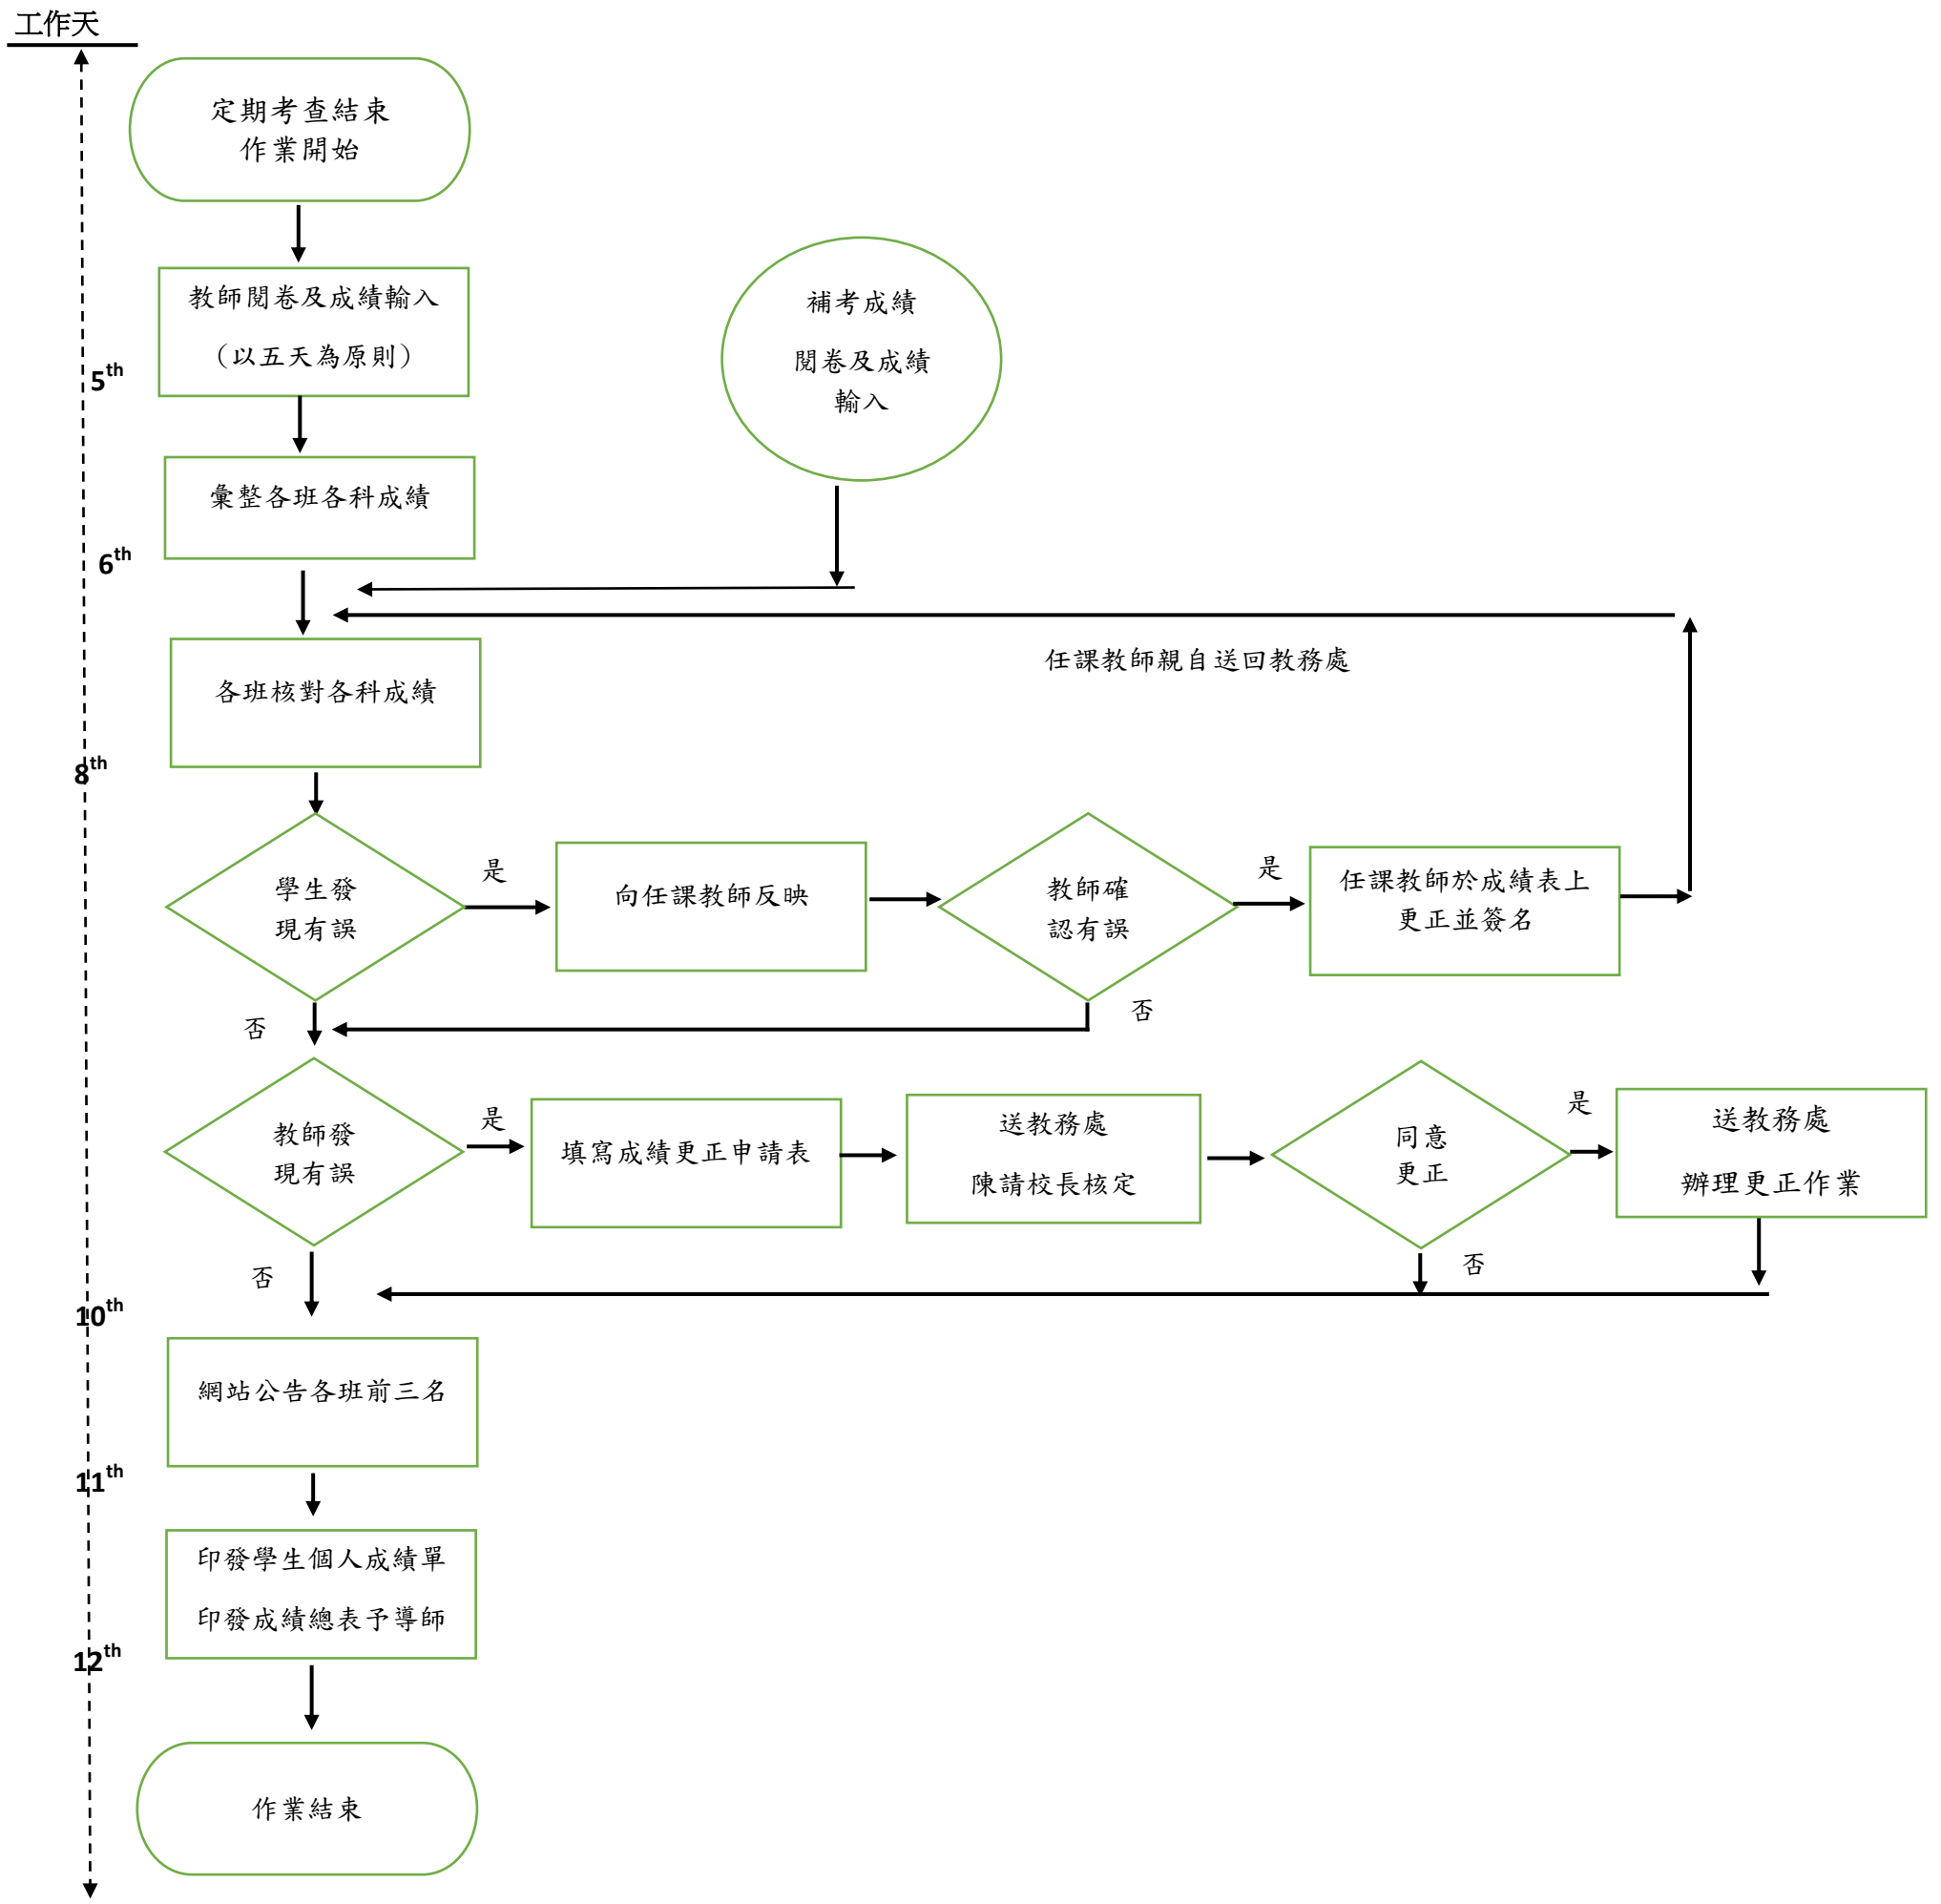 工作天
定期考查結束
作業開始
教師閱卷及成績輸入
（以五天為原則）
5th
補考成績
閱卷及成績
輸入
彙整各班各科成績
6th
任課教師親自送回教務處
各班核對各科成績
8th
學生發
現有誤
是
向任課教師反映
教師確
認有誤
是
任課教師於成績表上
更正並簽名
否
否
教師發
現有誤
是
填寫成績更正申請表
送教務處
陳請校長核定
同意
更正
是
送教務處
辦理更正作業
否
否
10th
網站公告各班前三名
11th
印發學生個人成績單
印發成績總表予導師
12th
作業結束